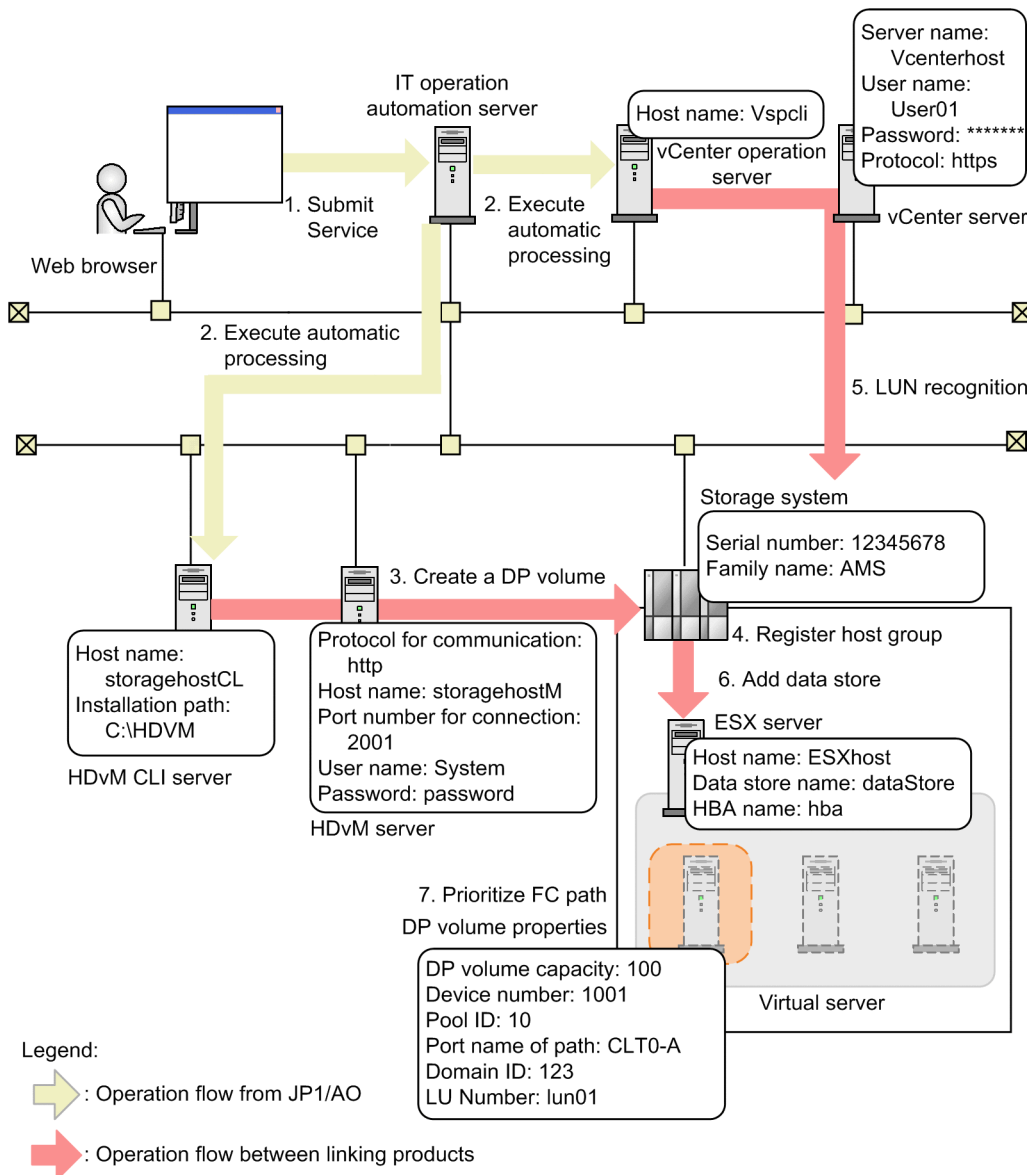 Server name:
Vcenterhost
User name:
User01
Password: *******
Protocol: https
IT operation
automation server
Host name: Vspcli
vCenter operation
server
vCenter server
1. Submit
Service
2. Execute
automatic
processing
Web browser
2. Execute automatic
processing
5. LUN recognition
Storage system
Serial number: 12345678
Family name: AMS
3. Create a DP volume
4. Register host group
Host name:
storagehostCL
Installation path:
C:\HDVM
HDvM CLI server
Protocol for communication:
http
Host name: storagehostM
Port number for connection:
2001
User name: System
Password: password
HDvM server
6. Add data store
ESX server
Host name: ESXhost
Data store name: dataStore
HBA name: hba
7. Prioritize FC path
DP volume properties
DP volume capacity: 100
Device number: 1001
Pool ID: 10
Port name of path: CLT0-A
Domain ID: 123
LU Number: lun01
Virtual server
Legend:
: Operation flow from JP1/AO
: Operation flow between linking products